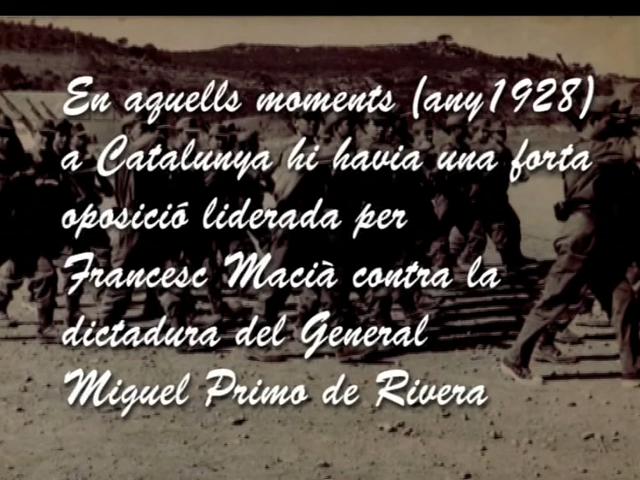 En aquells moments (any1928)
a Catalunya hi havia una forta
oposició liderada per
Francesc Macià contra la
dictadura del General
Miguel Primo de Rivera